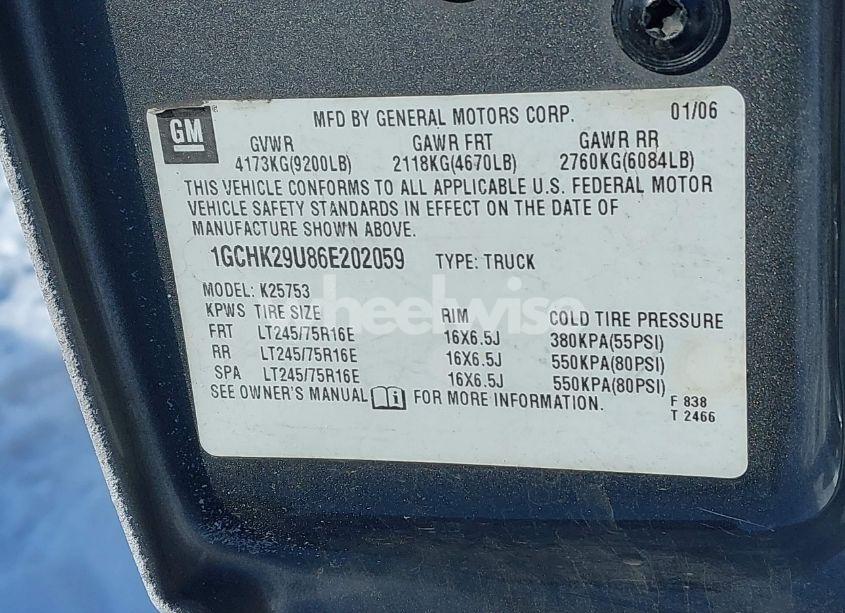 GM
MFD BY GENERAL MOTORS CORP. 01/06
GVWR GAWR FRT GAWR RR
4173KG(9200LB) 2118KG(4670LB) 2760KG(6084LB)
THIS VEHICLE CONFORMS TO ALL APPLICABLE U.S. FEDERAL MOTOR
VEHICLE SAFETY STANDARDS IN EFFECT ON THE DATE OF
MANUFACTURE SHOWN ABOVE.
1GCHK29U86E202059 TYPE: TRUCK
MODEL: K25753
wheelwise
KPWS TIRE SIZE RIM COLD TIRE PRESSURE
FRT LT245/75R16E 16X6.5J 380KPA(55PSI)
RR LT245/75R16E 16X6.5J 550KPA(80PSI)
SPA LT245/75R16E 16X6.5J 550KPA(80PSI)
SEE OWNER'S MANUAL i FOR MORE INFORMATION.
F 838
T 2466